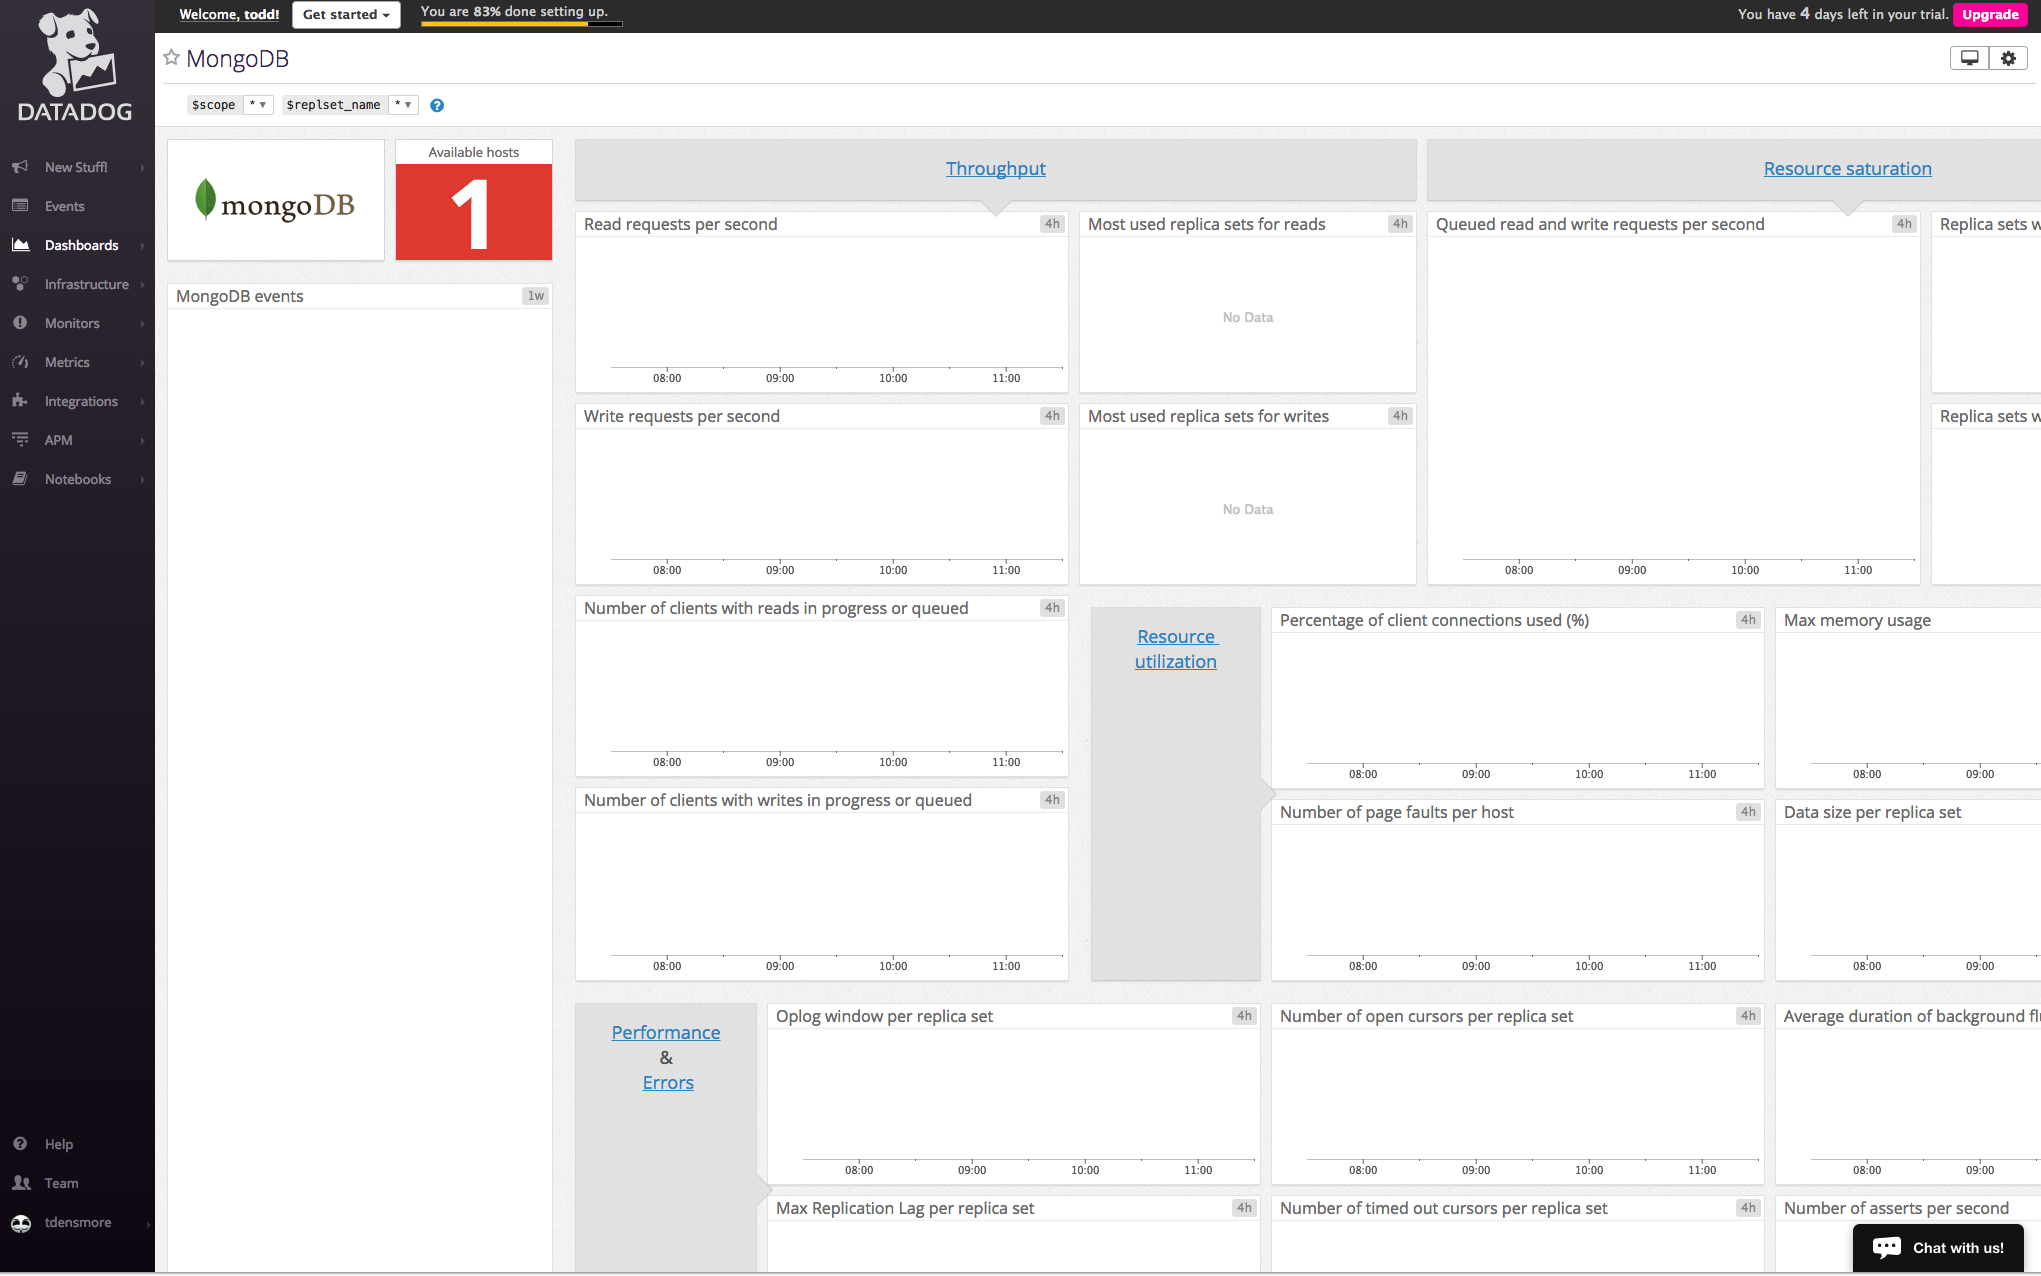 Welcome, todd!
Get started
You are 83% done setting up.
You have 4 days left in your trial.
Upgrade
DATADOG
New Stuff!
Events
Dashboards
Infrastructure
Monitors
Metrics
Integrations
APM
Notebooks
Help
Team
tdensmore
MongoDB
$scope * $replset_name * ?
mongoDB
Available hosts
1
MongoDB events 1w
Throughput
Read requests per second 4h
08:00 09:00 10:00 11:00
Most used replica sets for reads 4h
No Data
Write requests per second 4h
08:00 09:00 10:00 11:00
Most used replica sets for writes 4h
No Data
Resource saturation
Queued read and write requests per second 4h
08:00 09:00 10:00 11:00
Replica sets w
Replica sets w
Number of clients with reads in progress or queued 4h
08:00 09:00 10:00 11:00
Number of clients with writes in progress or queued 4h
08:00 09:00 10:00 11:00
Resource
utilization
Percentage of client connections used (%) 4h
08:00 09:00 10:00 11:00
Max memory usage
08:00 09:00
Number of page faults per host 4h
08:00 09:00 10:00 11:00
Data size per replica set
08:00 09:00
Performance
&
Errors
Oplog window per replica set 4h
08:00 09:00 10:00 11:00
Number of open cursors per replica set 4h
08:00 09:00 10:00 11:00
Average duration of background fl
08:00 09:00
Max Replication Lag per replica set 4h
Number of timed out cursors per replica set 4h
Number of asserts per second
Chat with us!